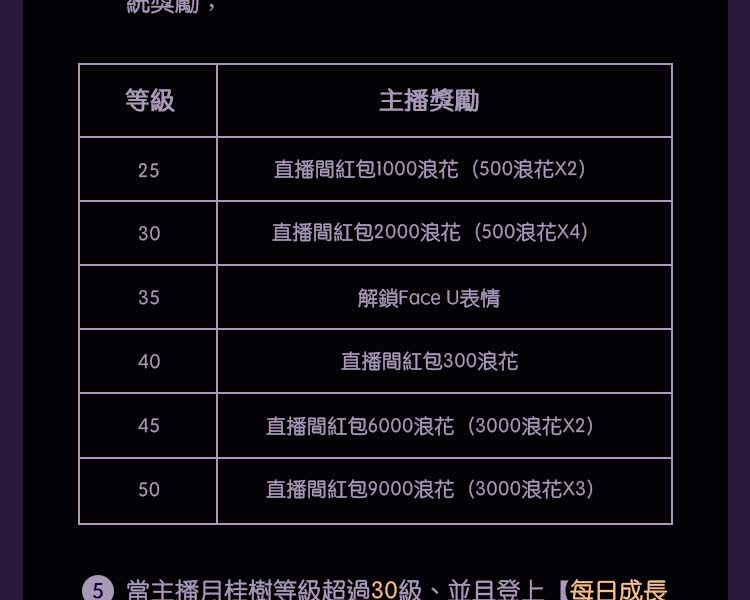 統獎勵，
等級 主播獎勵
25 直播間紅包1000浪花（500浪花X2）
30 直播間紅包2000浪花（500浪花X4）
35 解鎖Face U表情
40 直播間紅包300浪花
45 直播間紅包6000浪花（3000浪花X2）
50 直播間紅包9000浪花（3000浪花X3）
5 當主播月桂樹等級超過30級、並且登上【每日成長